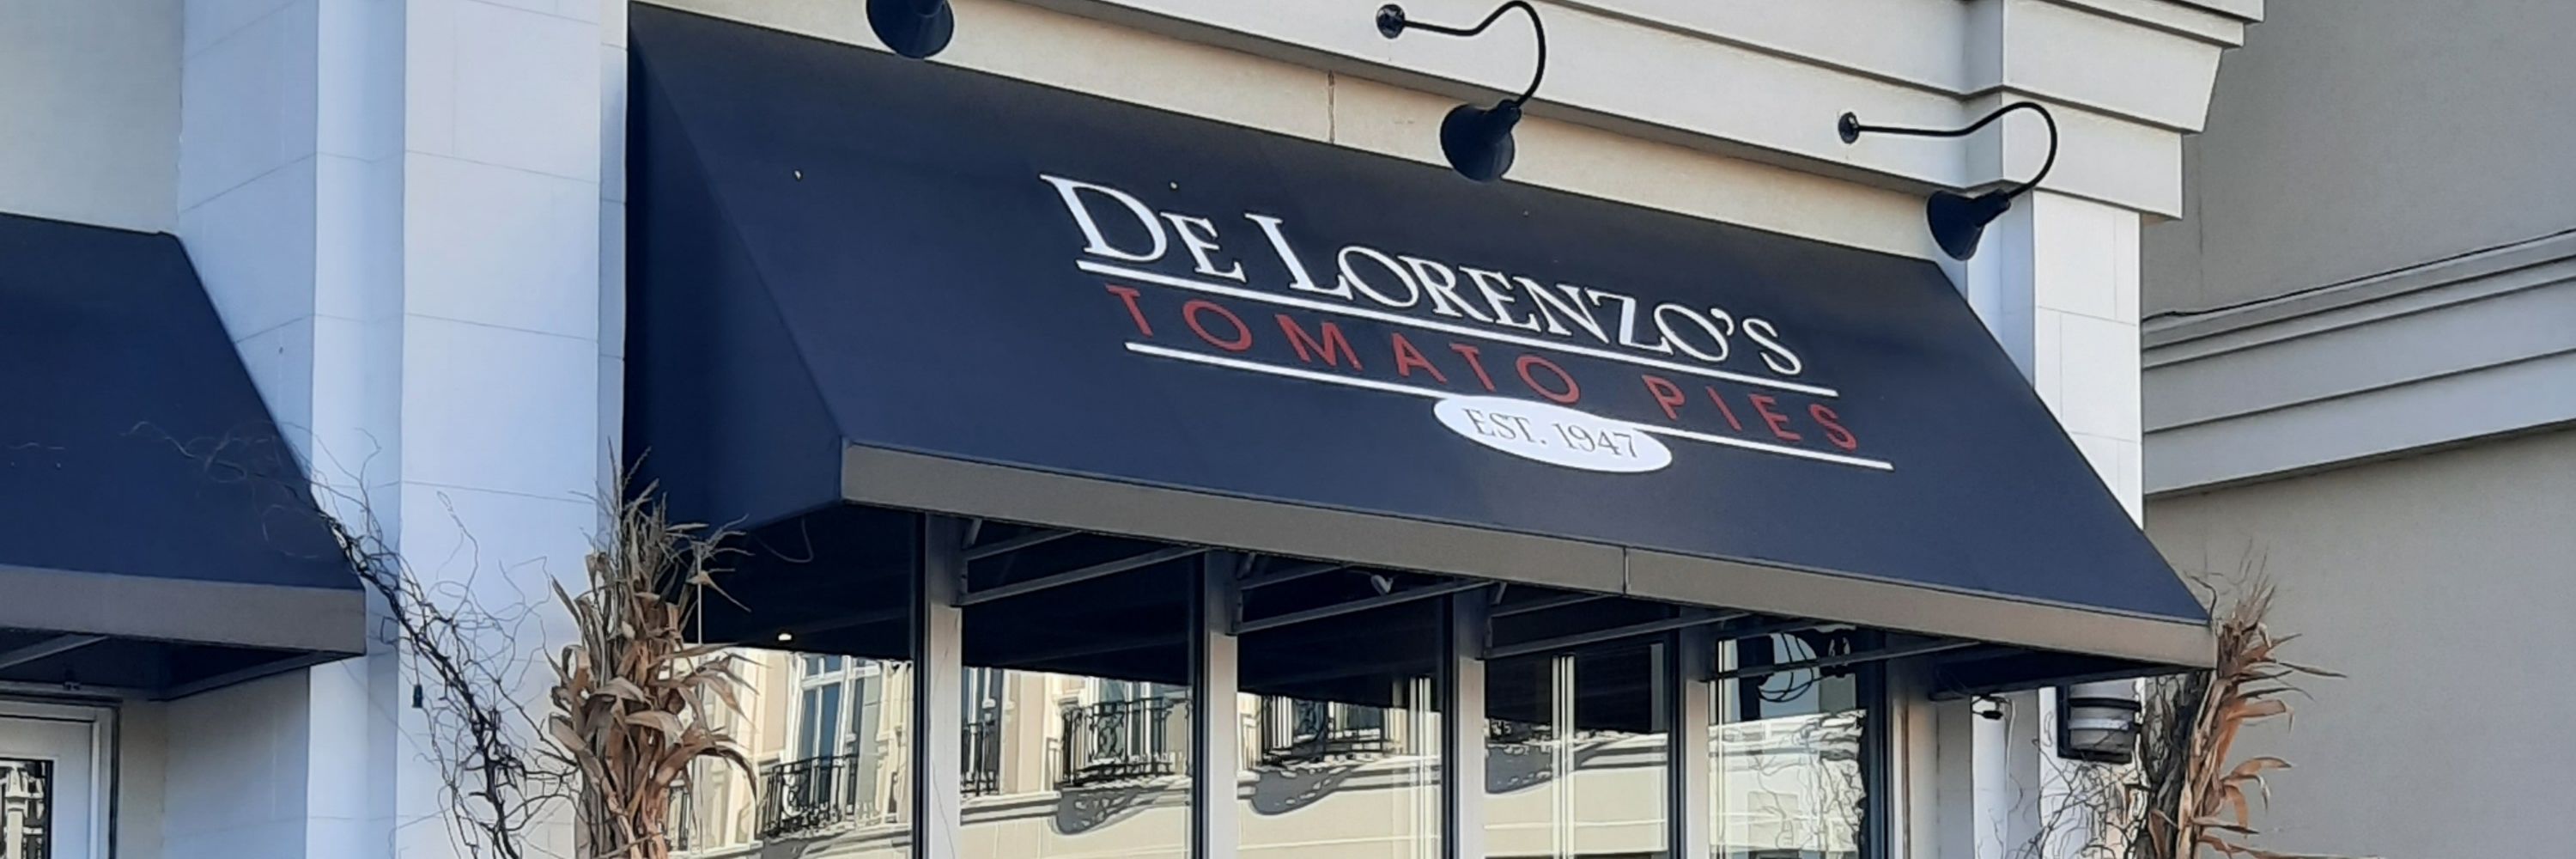 DE LORENZO'S
TOMATO PIES
EST. 1947